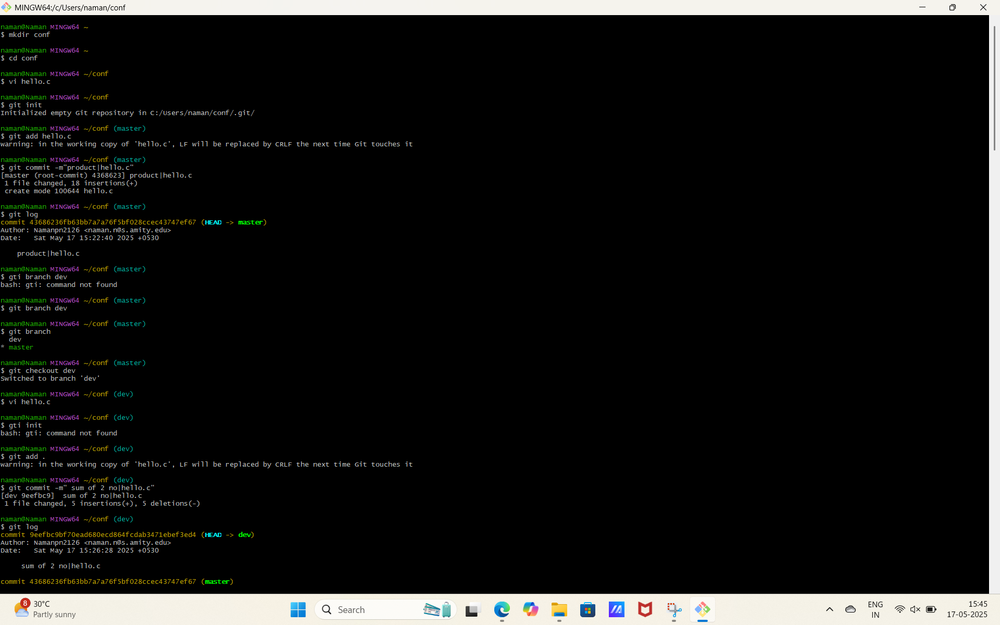 MINGW64:/c/Users/naman/conf
naman@Naman MINGW64 ~
$ mkdir conf
naman@Naman MINGW64 ~
$ cd conf
naman@Naman MINGW64 ~/conf
$ vi hello.c
naman@Naman MINGW64 ~/conf
$ git init
Initialized empty Git repository in C:/Users/naman/conf/.git/
naman@Naman MINGW64 ~/conf (master)
$ git add hello.c
warning: in the working copy of 'hello.c', LF will be replaced by CRLF the next time Git touches it
naman@Naman MINGW64 ~/conf (master)
$ git commit -m"product|hello.c"
[master (root-commit) 4368623] product|hello.c
 1 file changed, 18 insertions(+)
 create mode 100644 hello.c
naman@Naman MINGW64 ~/conf (master)
$ git log
commit 43686236fb63bb7a7a76f5bf028ccec43747ef67 (HEAD -> master)
Author: Namanpn2126 <naman.n@s.amity.edu>
Date:   Sat May 17 15:22:40 2025 +0530
    product|hello.c
naman@Naman MINGW64 ~/conf (master)
$ gti branch dev
bash: gti: command not found
naman@Naman MINGW64 ~/conf (master)
$ git branch dev
naman@Naman MINGW64 ~/conf (master)
$ git branch
  dev
* master
naman@Naman MINGW64 ~/conf (master)
$ git checkout dev
Switched to branch 'dev'
naman@Naman MINGW64 ~/conf (dev)
$ vi hello.c
naman@Naman MINGW64 ~/conf (dev)
$ gti init
bash: gti: command not found
naman@Naman MINGW64 ~/conf (dev)
$ git add .
warning: in the working copy of 'hello.c', LF will be replaced by CRLF the next time Git touches it
naman@Naman MINGW64 ~/conf (dev)
$ git commit -m" sum of 2 no|hello.c"
[dev 9eefbc9]  sum of 2 no|hello.c
 1 file changed, 5 insertions(+), 5 deletions(-)
naman@Naman MINGW64 ~/conf (dev)
$ git log
commit 9eefbc9bf70ead680ecd864fcdab3471ebef3ed4 (HEAD -> dev)
Author: Namanpn2126 <naman.n@s.amity.edu>
Date:   Sat May 17 15:26:28 2025 +0530
     sum of 2 no|hello.c
commit 43686236fb63bb7a7a76f5bf028ccec43747ef67 (master)
8
30°C
Partly sunny
Search
ENG
IN
15:45
17-05-2025